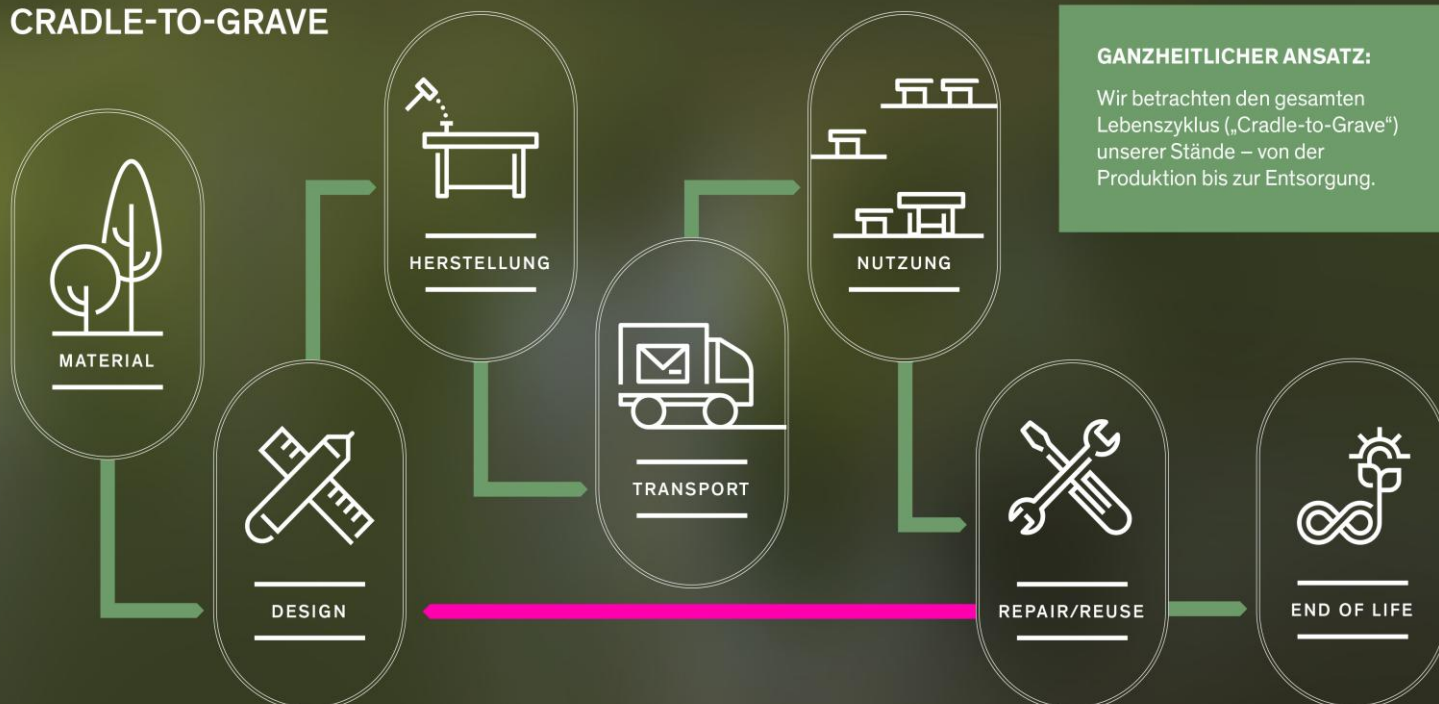 CRADLE-TO-GRAVE
GANZHEITLICHER ANSATZ:
Wir betrachten den gesamten
Lebenszyklus („Cradle-to-Grave“)
unserer Stände – von der
Produktion bis zur Entsorgung.
MATERIAL
DESIGN
HERSTELLUNG
TRANSPORT
NUTZUNG
REPAIR/REUSE
END OF LIFE